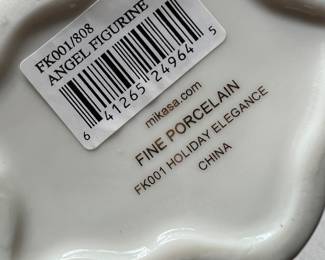 FK001/808
ANGEL FIGURINE
6 41265 24964 5
mikasa.com
FINE PORCELAIN
FK001 HOLIDAY ELEGANCE
CHINA